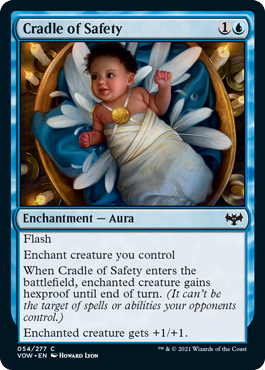 Cradle of Safety 1
Enchantment — Aura
Flash
Enchant creature you control
When Cradle of Safety enters the
battlefield, enchanted creature gains
hexproof until end of turn. (It can't be
the target of spells or abilities your opponents
control.)
Enchanted creature gets +1/+1.
054/277 C
VOW • EN HOWARD LYON
™ & © 2021 Wizards of the Coast